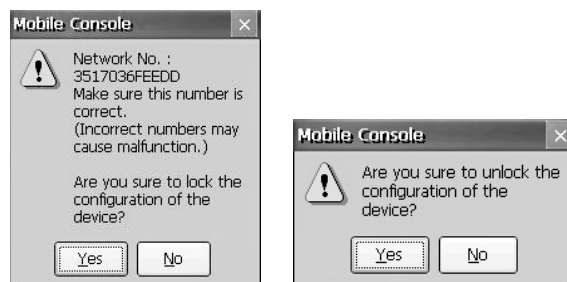 Mobile Console
Network No. :
3517036FEEDD
Make sure this number is
correct.
(Incorrect numbers may
cause malfunction.)
Are you sure to lock the
configuration of the
device?
Yes No
Mobile Console
Are you sure to unlock the
configuration of the
device?
Yes No